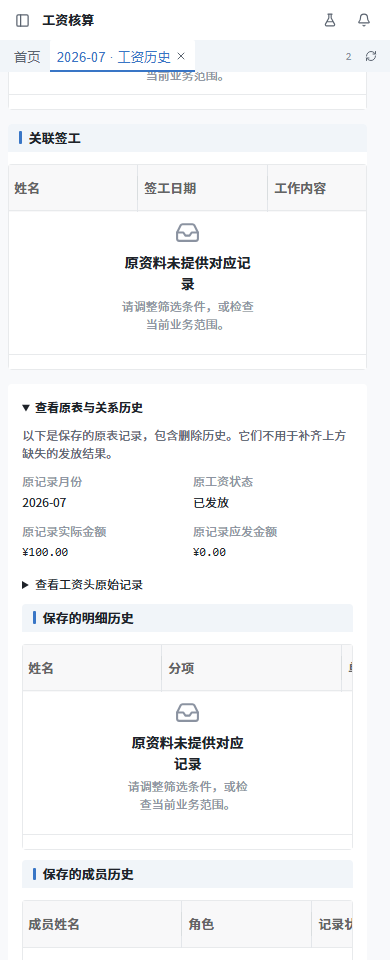 工资核算
首页
2026-07 · 工资历史
2
当前业务范围。
关联签工
姓名
签工日期
工作内容
原资料未提供对应记
录
请调整筛选条件，或检查
当前业务范围。
查看原表与关系历史
以下是保存的原表记录，包含删除历史。它们不用于补齐上方
缺失的发放结果。
原记录月份
原工资状态
2026-07
已发放
原记录实际金额
原记录应发金额
¥100.00
¥0.00
查看工资头原始记录
保存的明细历史
姓名
分项
原资料未提供对应
记录
请调整筛选条件，或检
查当前业务范围。
保存的成员历史
成员姓名
角色
记录状